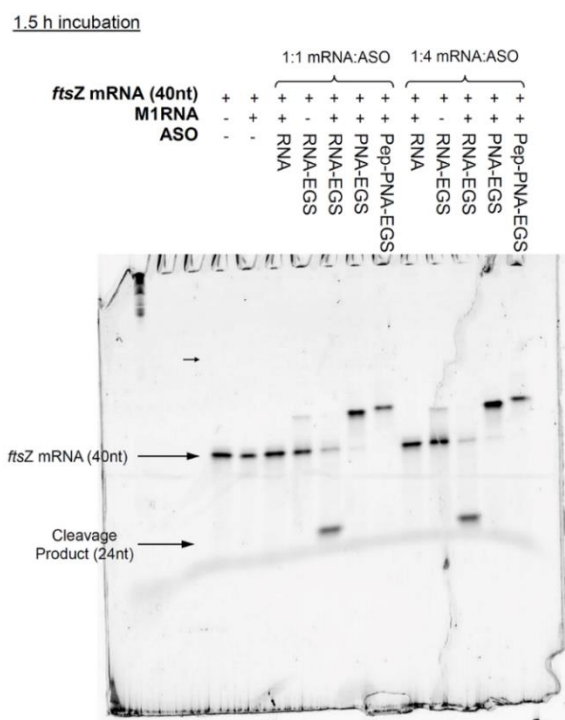 1.5 h incubation
1:1 mRNA:ASO 1:4 mRNA:ASO
ftsZ mRNA (40nt) + + + + + + + + + + + +
M1RNA - + + - + + + + - + + +
ASO - - RNA RNA-EGS RNA-EGS PNA-EGS Pep-PNA-EGS RNA RNA-EGS RNA-EGS PNA-EGS Pep-PNA-EGS
ftsZ mRNA (40nt)
Cleavage
Product (24nt)